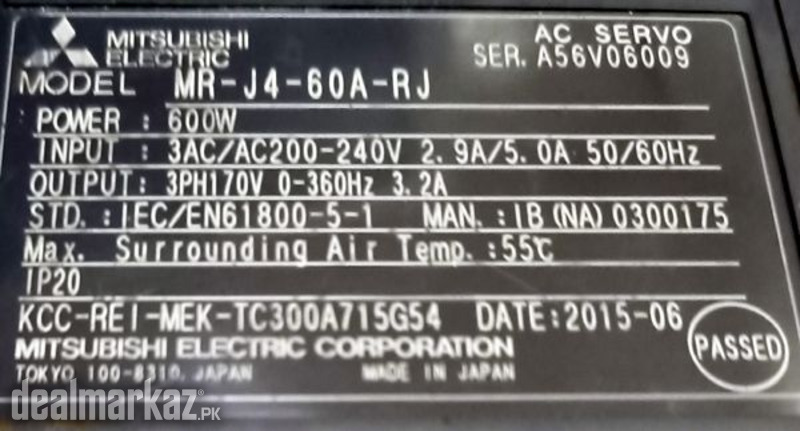 MITSUBISHI ELECTRIC
AC SERVO
SER. A56V06009
MODEL MR-J4-60A-RJ
POWER : 600W
INPUT : 3AC/AC200-240V 2.9A/5.0A 50/60Hz
OUTPUT: 3PH170V 0-360Hz 3.2A
STD. : IEC/EN61800-5-1 MAN. : IB(NA)0300175
Max. Surrounding Air Temp. :55℃
IP20
KCC-REI-MEK-TC300A715G54 DATE:2015-06
MITSUBISHI ELECTRIC CORPORATION
PASSED
TOKYO 100-8310, JAPAN MADE IN JAPAN
dealmarkaz.PK